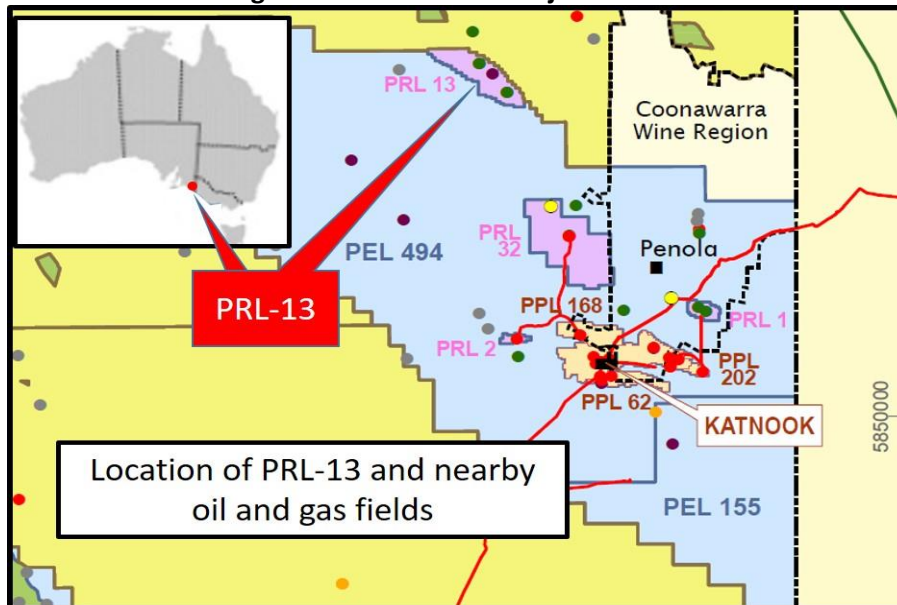 PRL 13
Coonawarra
Wine Region
PEL 494
PRL
32
Penola
PRL-13
PPL 168
PRL 1
PRL 2
PPL
202
PPL 62
KATNOOK
5850000
Location of PRL-13 and nearby
oil and gas fields
PEL 155